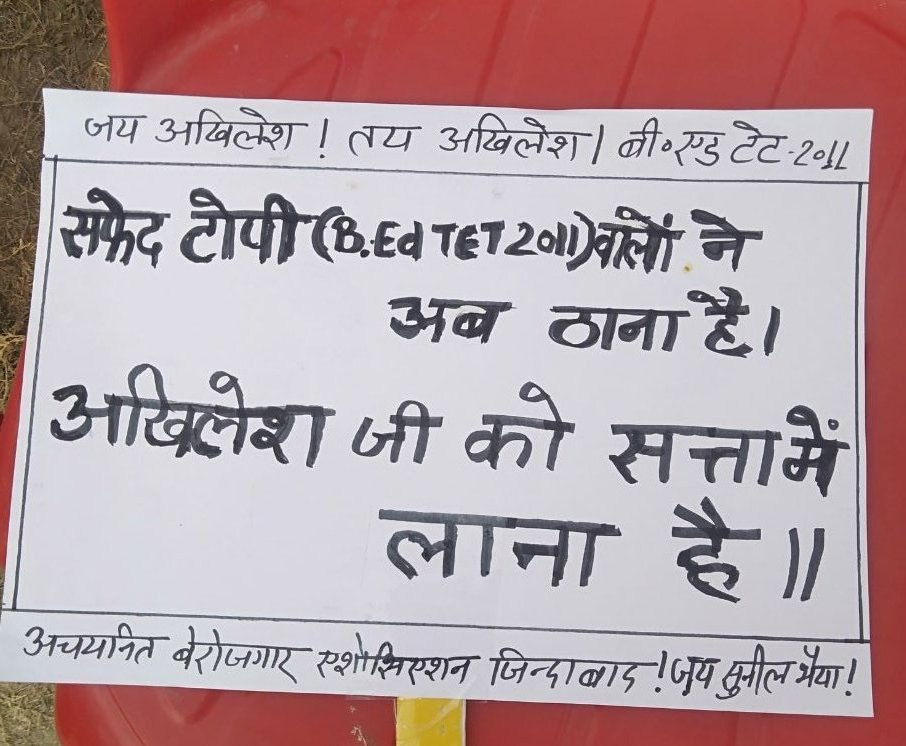 जय अखिलेश ! तय अखिलेश | बी॰एड टेट-2011
सफेद टोपी (B.Ed TET 2011) वालों ने
अब ठाना है।
अखिलेश जी को सत्ता में
लाना है ॥
अचयनित बेरोजगार एशोसिएशन जिन्दाबाद ! जय सुनील भैया !